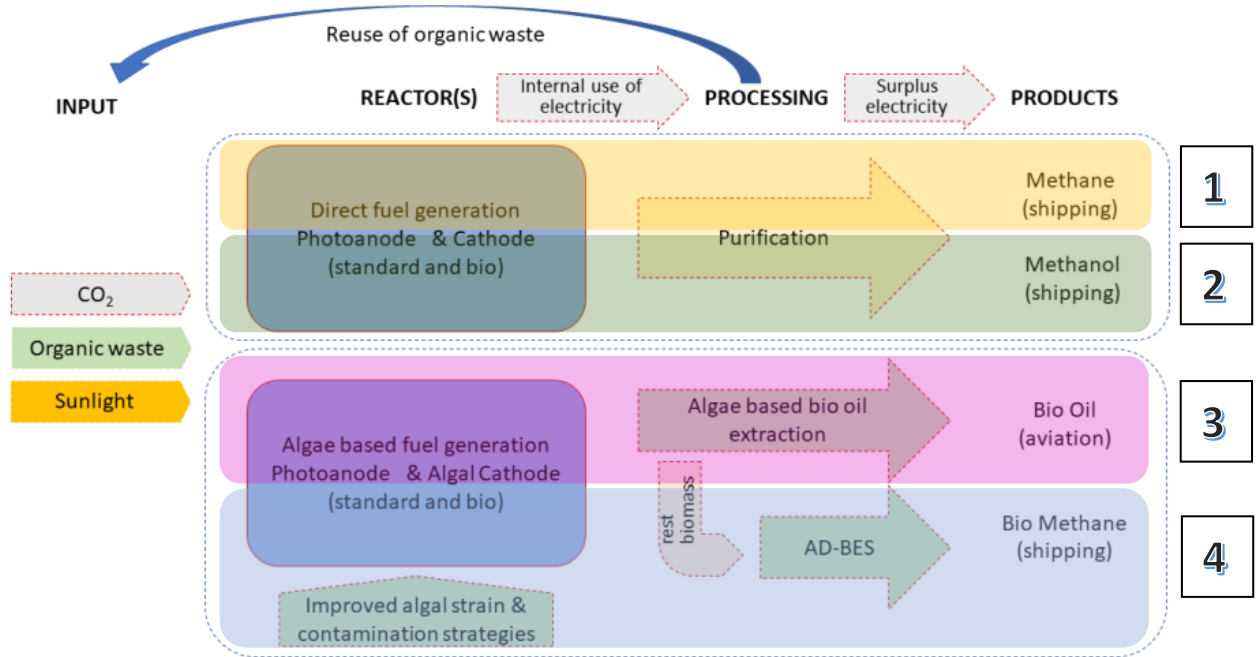 Reuse of organic waste
INPUT
REACTOR(S)
Internal use of
electricity
PROCESSING
Surplus
electricity
PRODUCTS
CO₂
Organic waste
Sunlight
Direct fuel generation
Photoanode & Cathode
(standard and bio)
Purification
Methane
(shipping)
1
Methanol
(shipping)
2
Algae based fuel generation
Photoanode & Algal Cathode
(standard and bio)
Algae based bio oil
extraction
Bio Oil
(aviation)
3
rest
biomass
AD-BES
Bio Methane
(shipping)
4
Improved algal strain &
contamination strategies